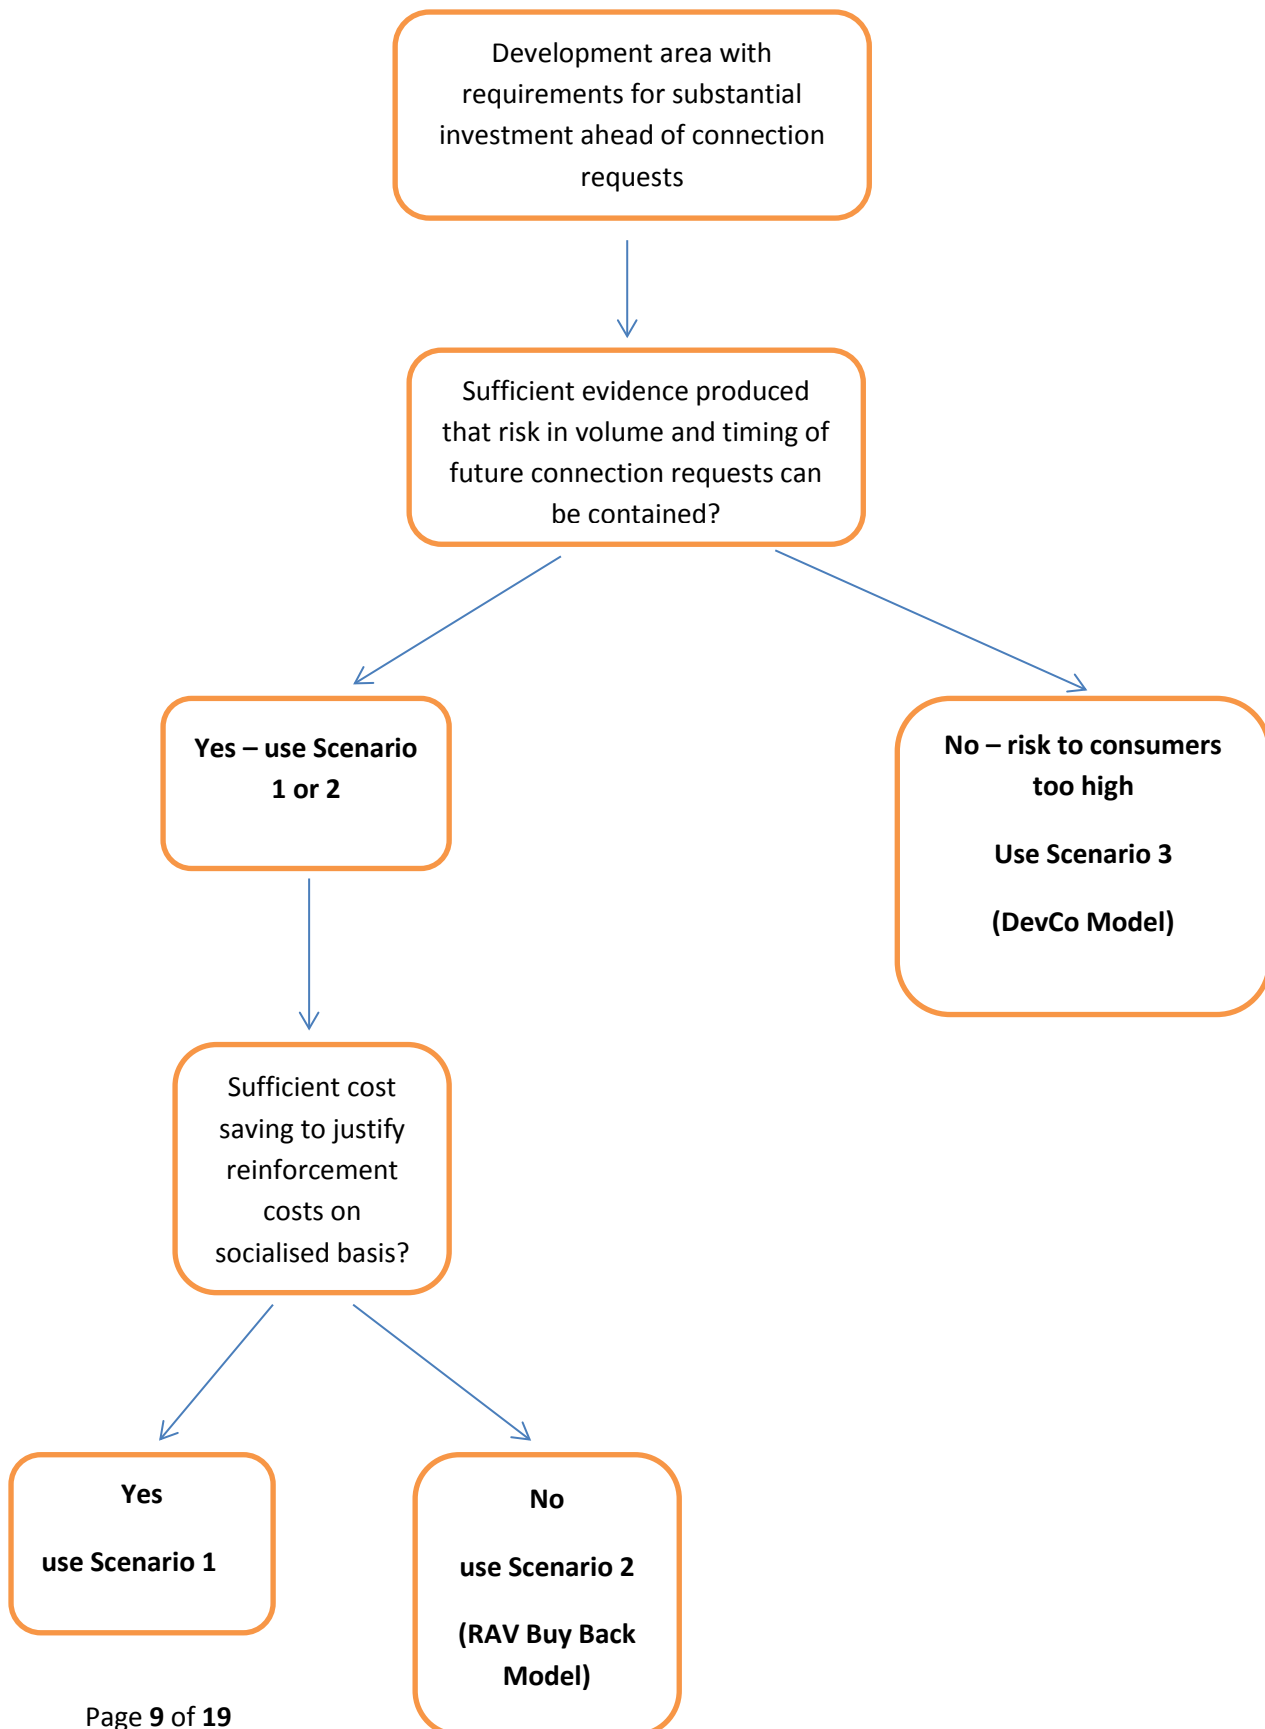 Development area with
requirements for substantial
investment ahead of connection
requests
Sufficient evidence produced
that risk in volume and timing of
future connection requests can
be contained?
Yes – use Scenario
1 or 2
No – risk to consumers
too high
Use Scenario 3
(DevCo Model)
Sufficient cost
saving to justify
reinforcement
costs on
socialised basis?
Yes
use Scenario 1
No
use Scenario 2
(RAV Buy Back
Model)
Page 9 of 19